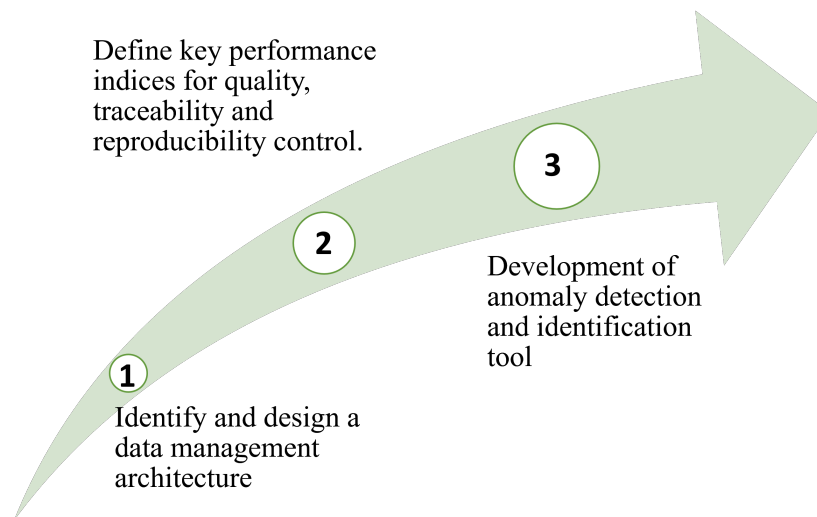 Define key performance
indices for quality,
traceability and
reproducibility control.
3
2
Development of
anomaly detection
and identification
tool
1
Identify and design a
data management
architecture